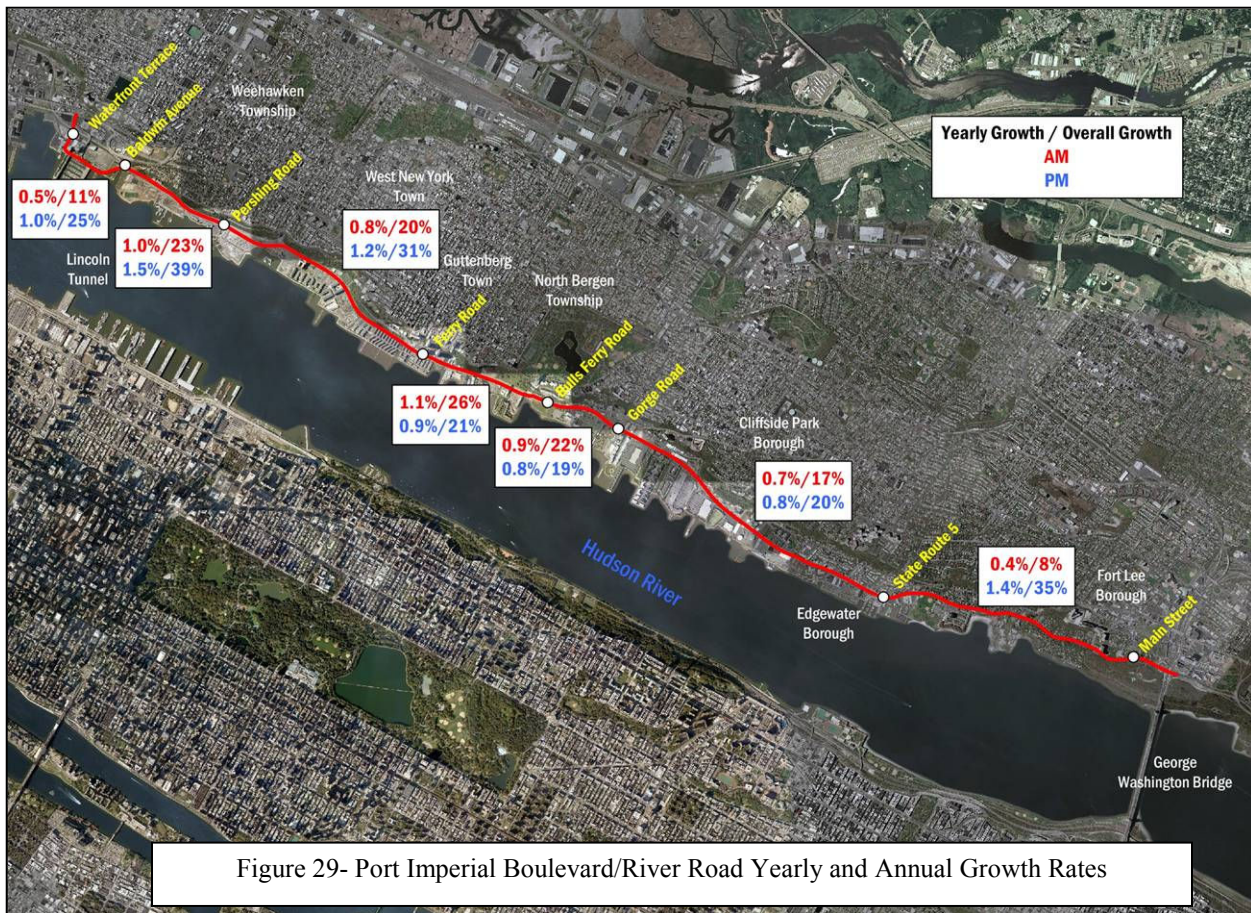 Yearly Growth / Overall Growth
AM
PM
Weehawken
Township
Waterfront Terrace
Baldwin Avenue
Pershing Road
West New York
Town
0.5%/11%
1.0%/25%
1.0%/23%
1.5%/39%
0.8%/20%
1.2%/31%
Lincoln
Tunnel
Guttenberg
Town
North Bergen
Township
Ferry Road
Bulls Ferry Road
Gorge Road
1.1%/26%
0.9%/21%
0.9%/22%
0.8%/19%
Cliffside Park
Borough
0.7%/17%
0.8%/20%
Hudson River
State Route 5
Edgewater
Borough
0.4%/8%
1.4%/35%
Fort Lee
Borough
Main Street
George
Washington Bridge
Figure 29- Port Imperial Boulevard/River Road Yearly and Annual Growth Rates